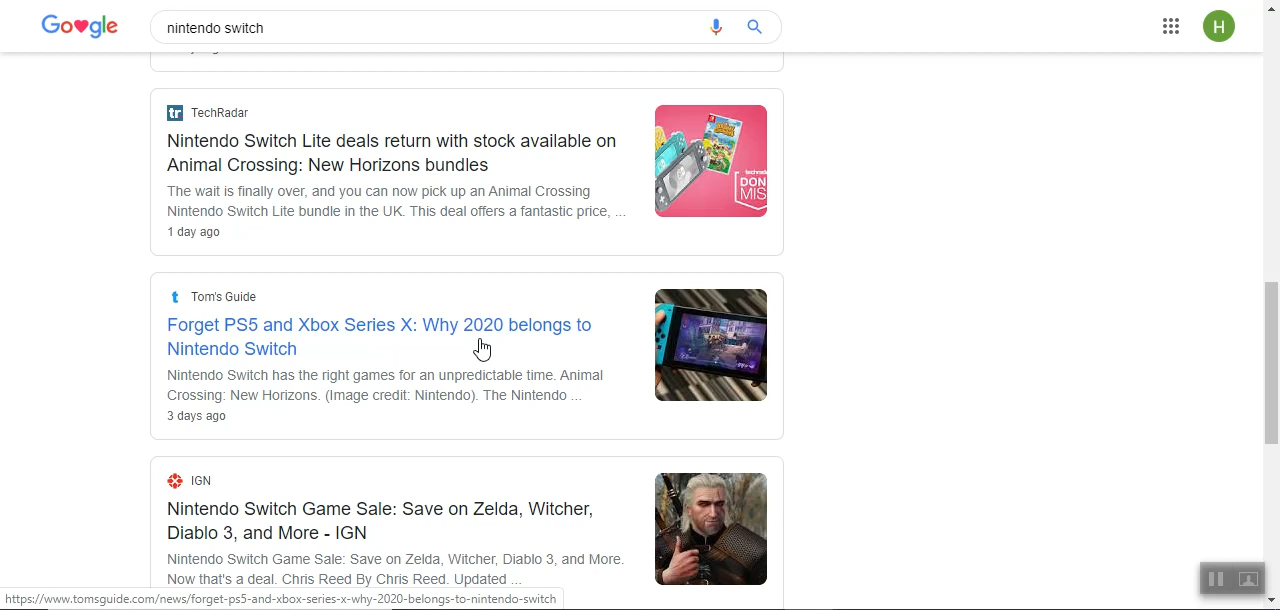 Google
nintendo switch
H
tr TechRadar
Nintendo Switch Lite deals return with stock available on
Animal Crossing: New Horizons bundles
The wait is finally over, and you can now pick up an Animal Crossing
Nintendo Switch Lite bundle in the UK. This deal offers a fantastic price, ...
1 day ago
techrada
DON
MIS
t Tom's Guide
Forget PS5 and Xbox Series X: Why 2020 belongs to
Nintendo Switch
Nintendo Switch has the right games for an unpredictable time. Animal
Crossing: New Horizons. (Image credit: Nintendo). The Nintendo ...
3 days ago
IGN
Nintendo Switch Game Sale: Save on Zelda, Witcher,
Diablo 3, and More - IGN
Nintendo Switch Game Sale: Save on Zelda, Witcher, Diablo 3, and More.
Now that's a deal. Chris Reed By Chris Reed. Updated ...
https://www.tomsguide.com/news/forget-ps5-and-xbox-series-x-why-2020-belongs-to-nintendo-switch